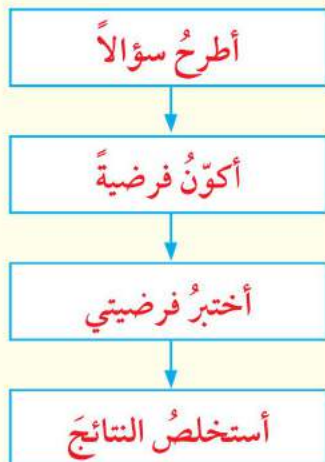 أطرحُ سؤالاً
أكوّنُ فرضيةً
أختبرُ فرضيتي
أستخلصُ النتائجَ